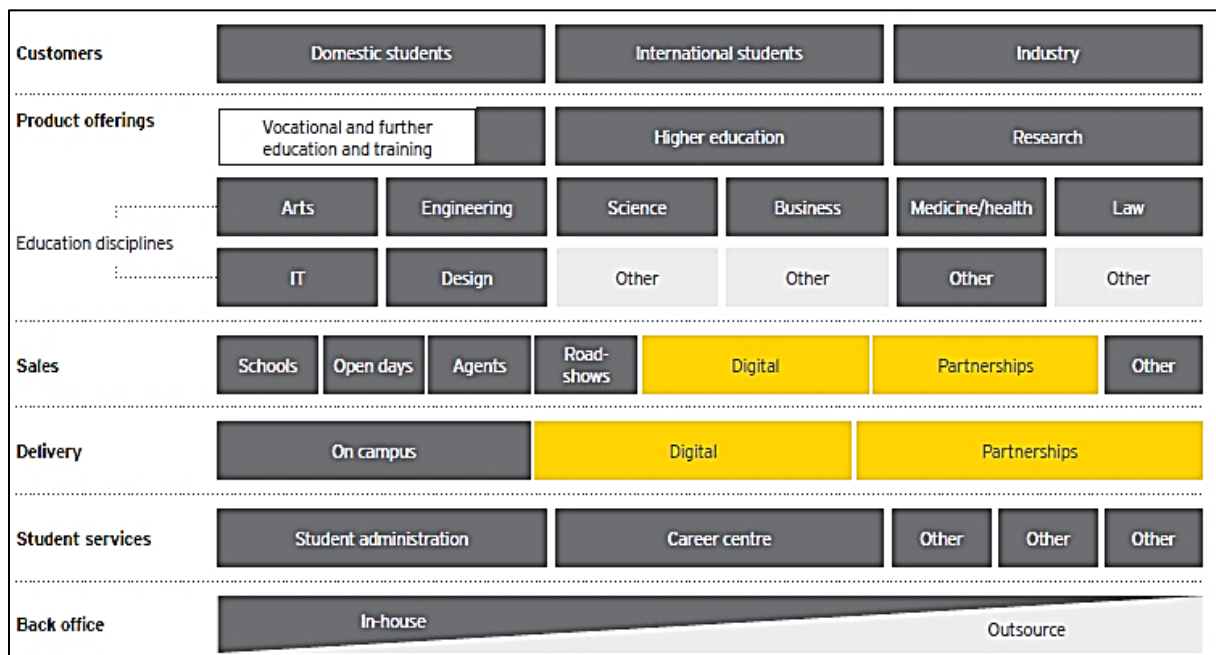 Customers
Domestic students
International students
Industry
Product offerings
Vocational and further
education and training
Higher education
Research
Education disciplines
Arts
Engineering
Science
Business
Medicine/health
Law
IT
Design
Other
Other
Other
Other
Sales
Schools
Open days
Agents
Road-
shows
Digital
Partnerships
Other
Delivery
On campus
Digital
Partnerships
Student services
Student administration
Career centre
Other
Other
Other
Back office
In-house
Outsource